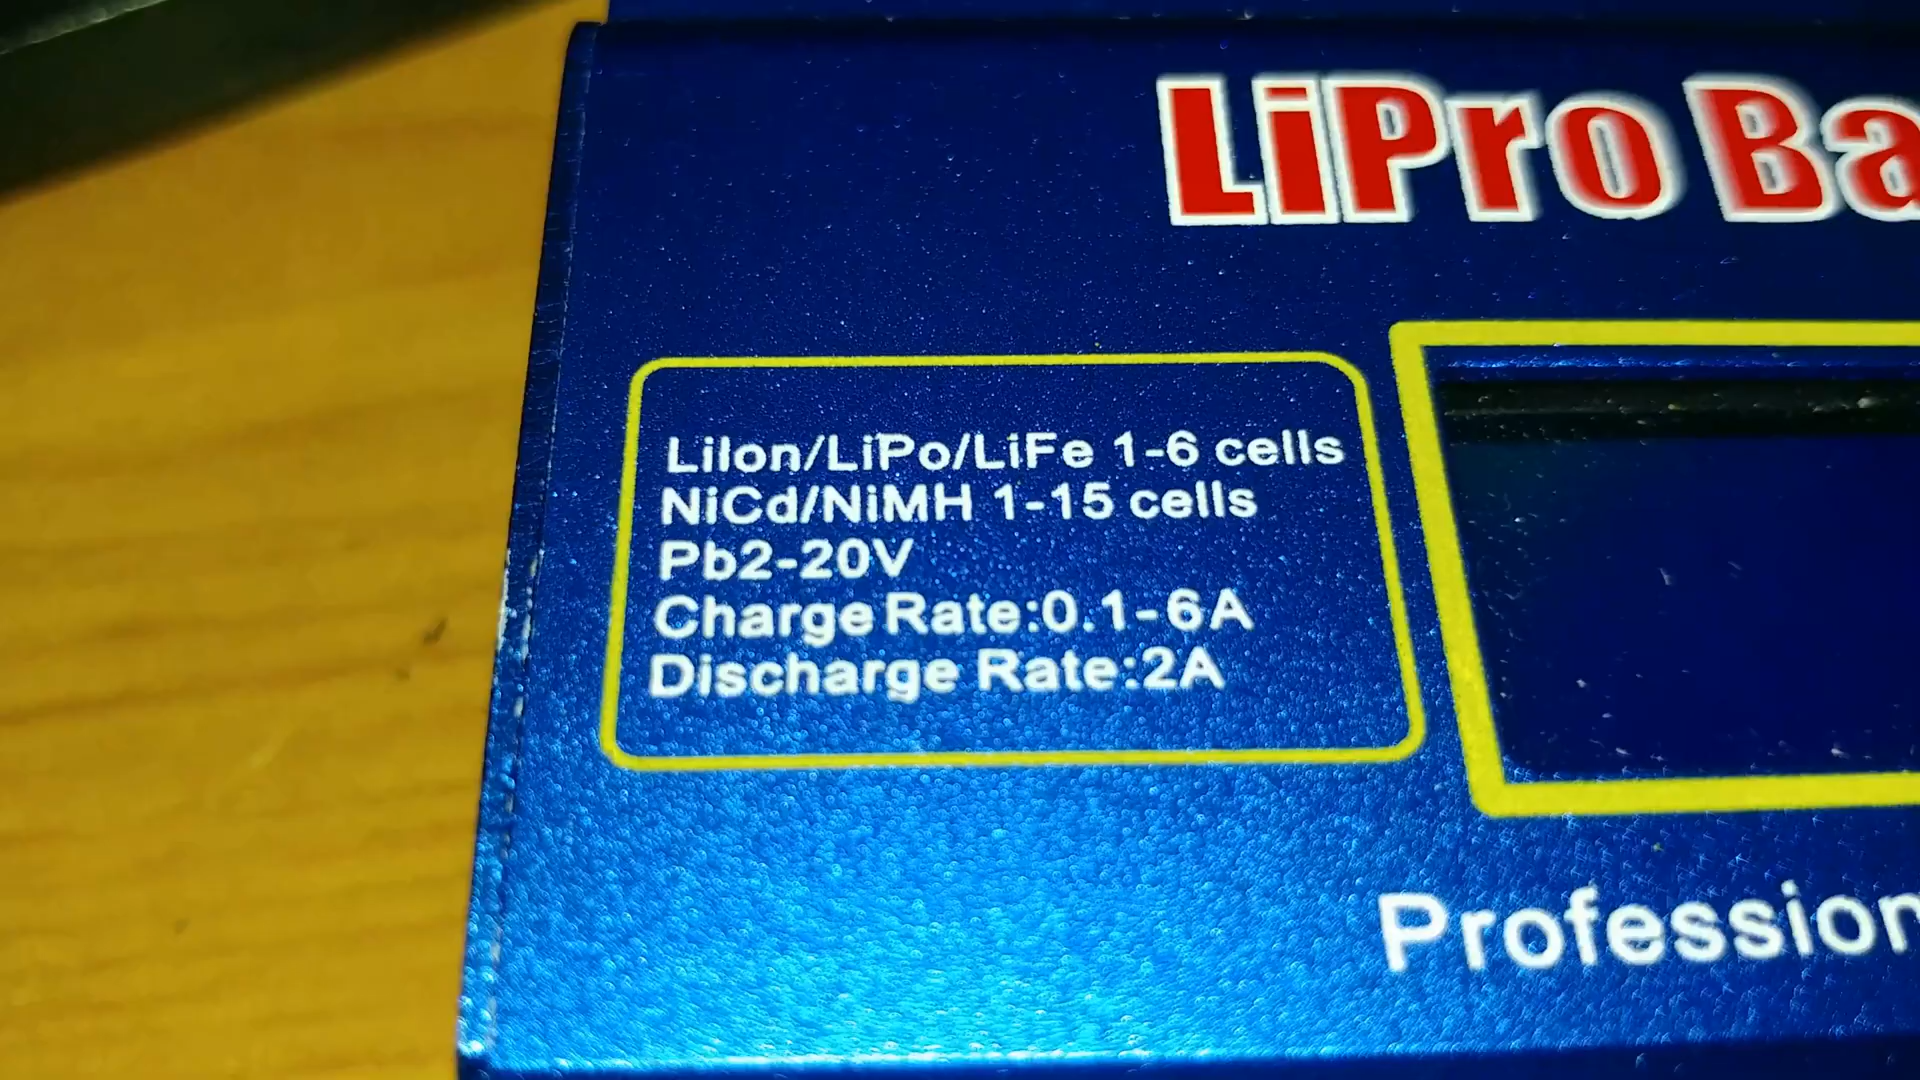 LiPro Ba
LiIon/LiPo/LiFe 1-6 cells
NiCd/NiMH 1-15 cells
Pb2-20V
Charge Rate:0.1-6A
Discharge Rate:2A
Profession